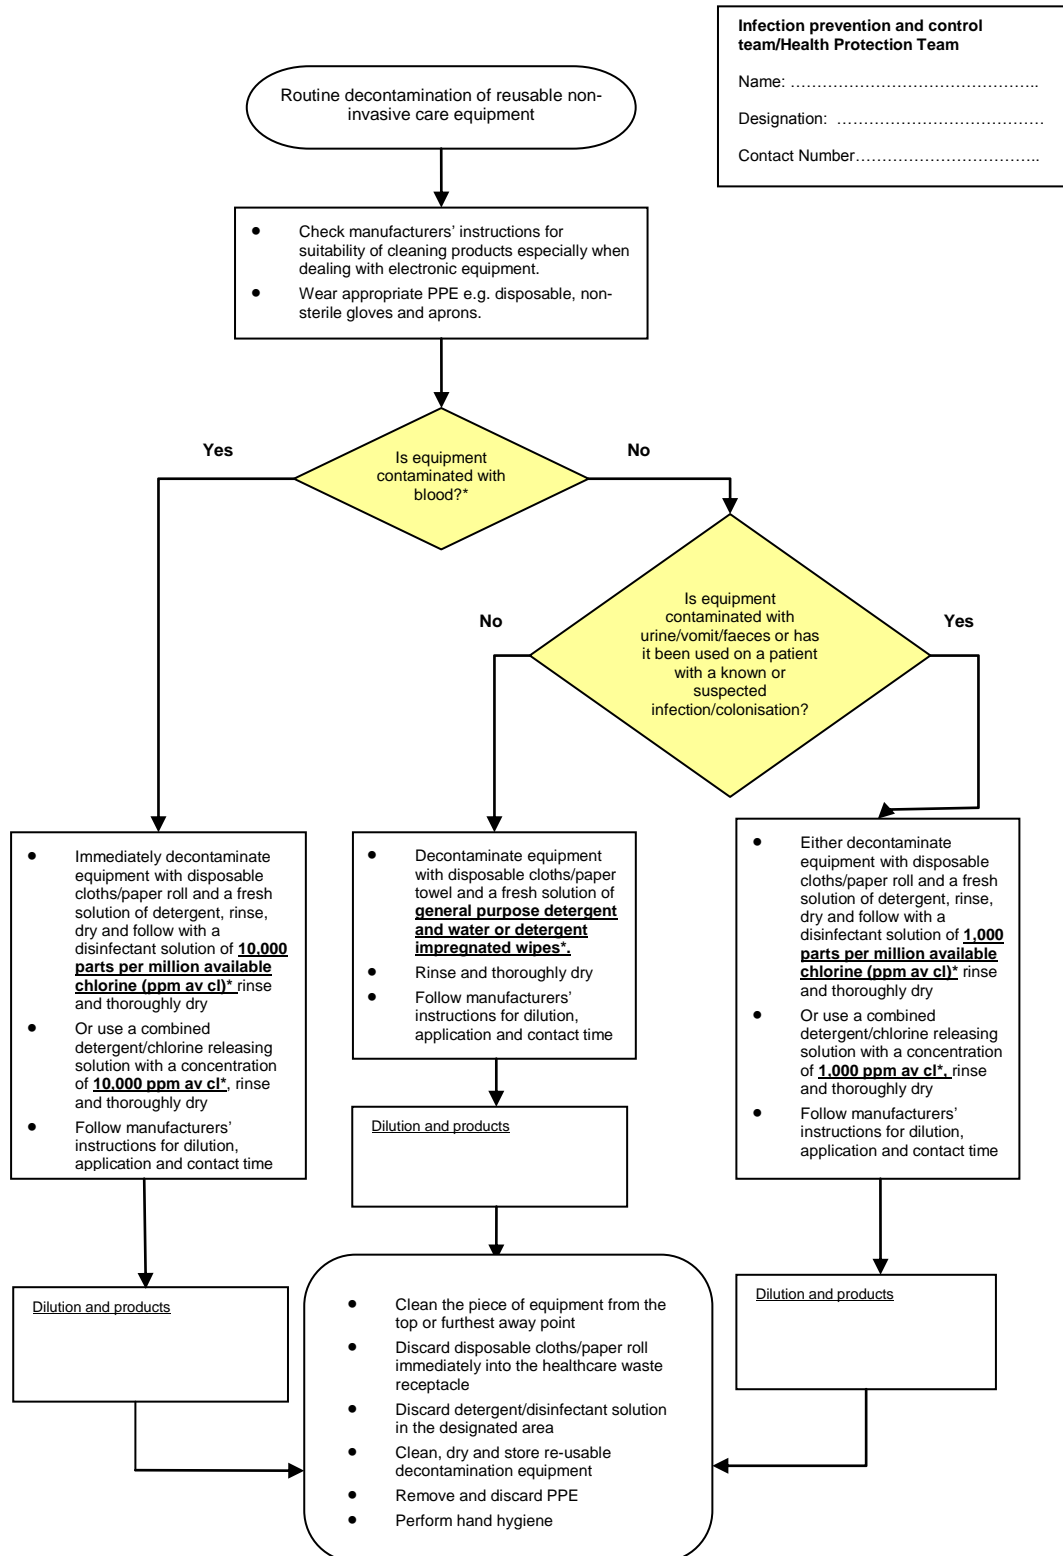 Infection prevention and control
team/Health Protection Team
Name: ………………………………………..
Designation: …………………………………
Contact Number……………………………..
Routine decontamination of reusable non-
invasive care equipment
• Check manufacturers’ instructions for
suitability of cleaning products especially when
dealing with electronic equipment.
• Wear appropriate PPE e.g. disposable, non-
sterile gloves and aprons.
Yes
Is equipment
contaminated with
blood?*
No
No
Is equipment
contaminated with
urine/vomit/faeces or has
it been used on a patient
with a known or
suspected
infection/colonisation?
Yes
• Immediately decontaminate
equipment with disposable
cloths/paper roll and a fresh
solution of detergent, rinse,
dry and follow with a
disinfectant solution of 10,000
parts per million available
chlorine (ppm av cl)* rinse
and thoroughly dry
• Or use a combined
detergent/chlorine releasing
solution with a concentration
of 10,000 ppm av cl*, rinse
and thoroughly dry
• Follow manufacturers’
instructions for dilution,
application and contact time
• Decontaminate equipment
with disposable cloths/paper
towel and a fresh solution of
general purpose detergent
and water or detergent
impregnated wipes*.
• Rinse and thoroughly dry
• Follow manufacturers’
instructions for dilution,
application and contact time
• Either decontaminate
equipment with disposable
cloths/paper roll and a fresh
solution of detergent, rinse,
dry and follow with a
disinfectant solution of 1,000
parts per million available
chlorine (ppm av cl)* rinse
and thoroughly dry
• Or use a combined
detergent/chlorine releasing
solution with a concentration
of 1,000 ppm av cl*, rinse
and thoroughly dry
• Follow manufacturers’
instructions for dilution,
application and contact time
Dilution and products
Dilution and products
Dilution and products
• Clean the piece of equipment from the
top or furthest away point
• Discard disposable cloths/paper roll
immediately into the healthcare waste
receptacle
• Discard detergent/disinfectant solution
in the designated area
• Clean, dry and store re-usable
decontamination equipment
• Remove and discard PPE
• Perform hand hygiene